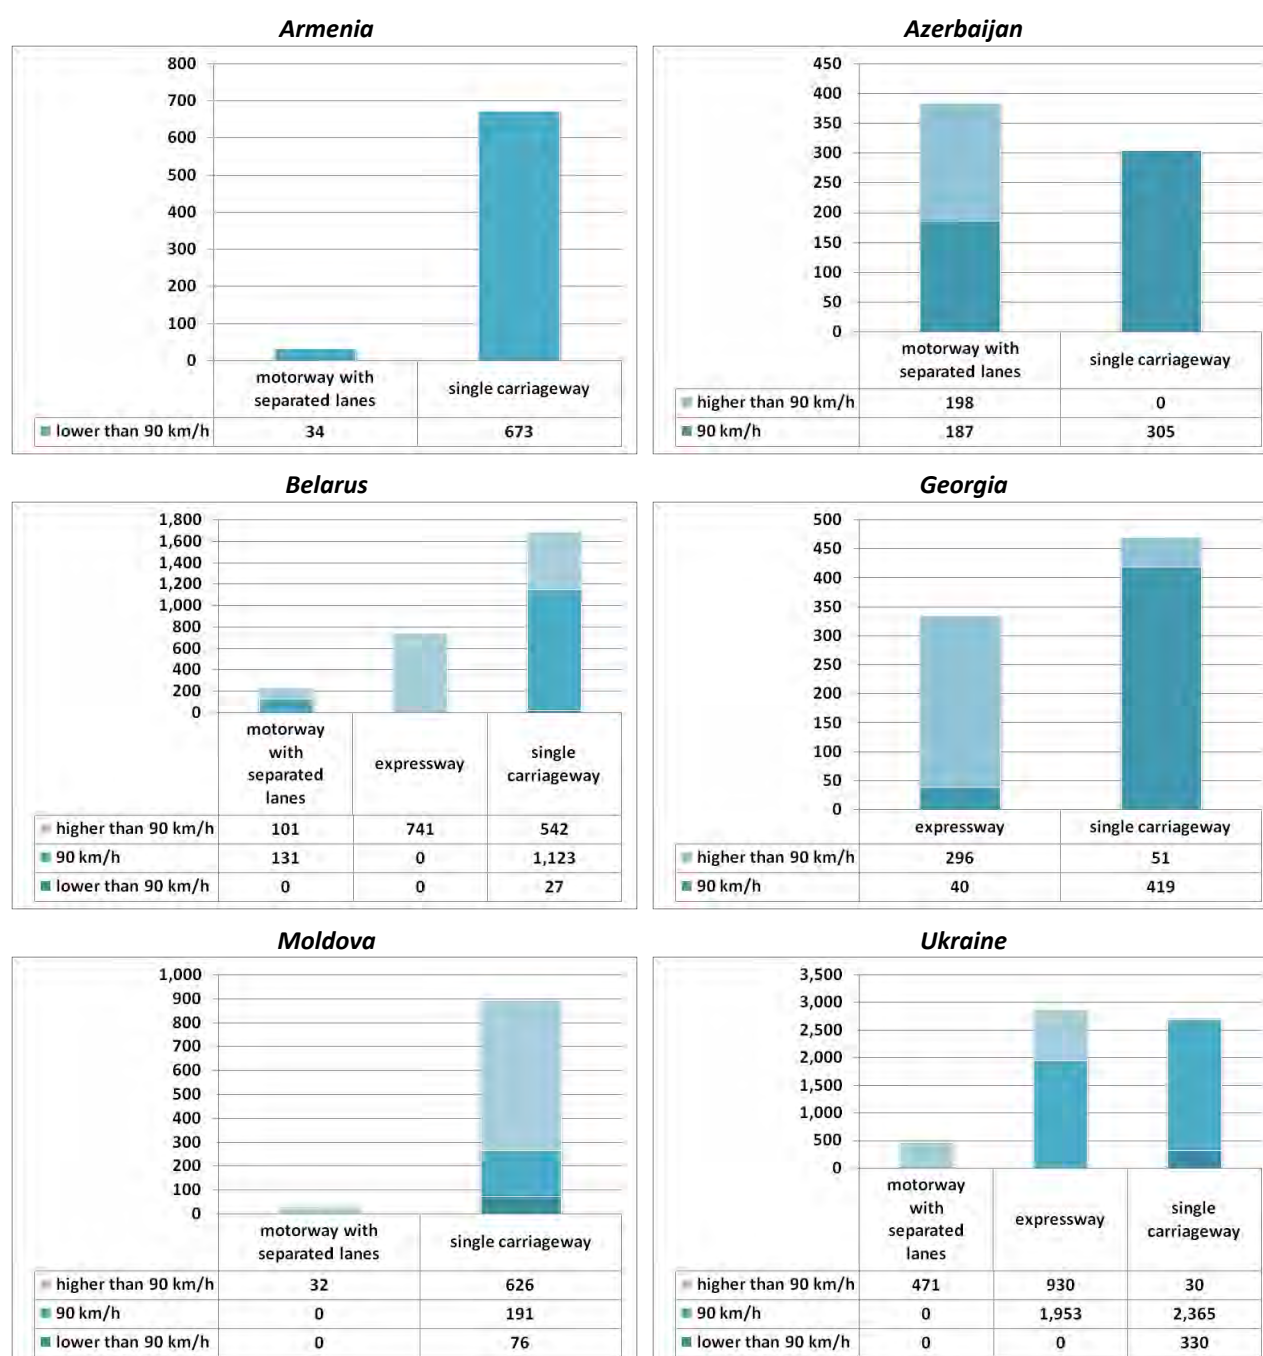 Armenia
800
700
600
500
400
300
200
100
0
motorway with
separated lanes
single carriageway
lower than 90 km/h 34 673
Azerbaijan
450
400
350
300
250
200
150
100
50
0
motorway with
separated lanes
single carriageway
higher than 90 km/h 198 0
90 km/h 187 305
Belarus
1,800
1,600
1,400
1,200
1,000
800
600
400
200
0
motorway
with
separated
lanes
expressway
single
carriageway
higher than 90 km/h 101 741 542
90 km/h 131 0 1,123
lower than 90 km/h 0 0 27
Georgia
500
450
400
350
300
250
200
150
100
50
0
expressway single carriageway
higher than 90 km/h 296 51
90 km/h 40 419
Moldova
1,000
900
800
700
600
500
400
300
200
100
0
motorway with
separated lanes
single carriageway
higher than 90 km/h 32 626
90 km/h 0 191
lower than 90 km/h 0 76
Ukraine
3,500
3,000
2,500
2,000
1,500
1,000
500
0
motorway
with
separated
lanes
expressway
single
carriageway
higher than 90 km/h 471 930 30
90 km/h 0 1,953 2,365
lower than 90 km/h 0 0 330